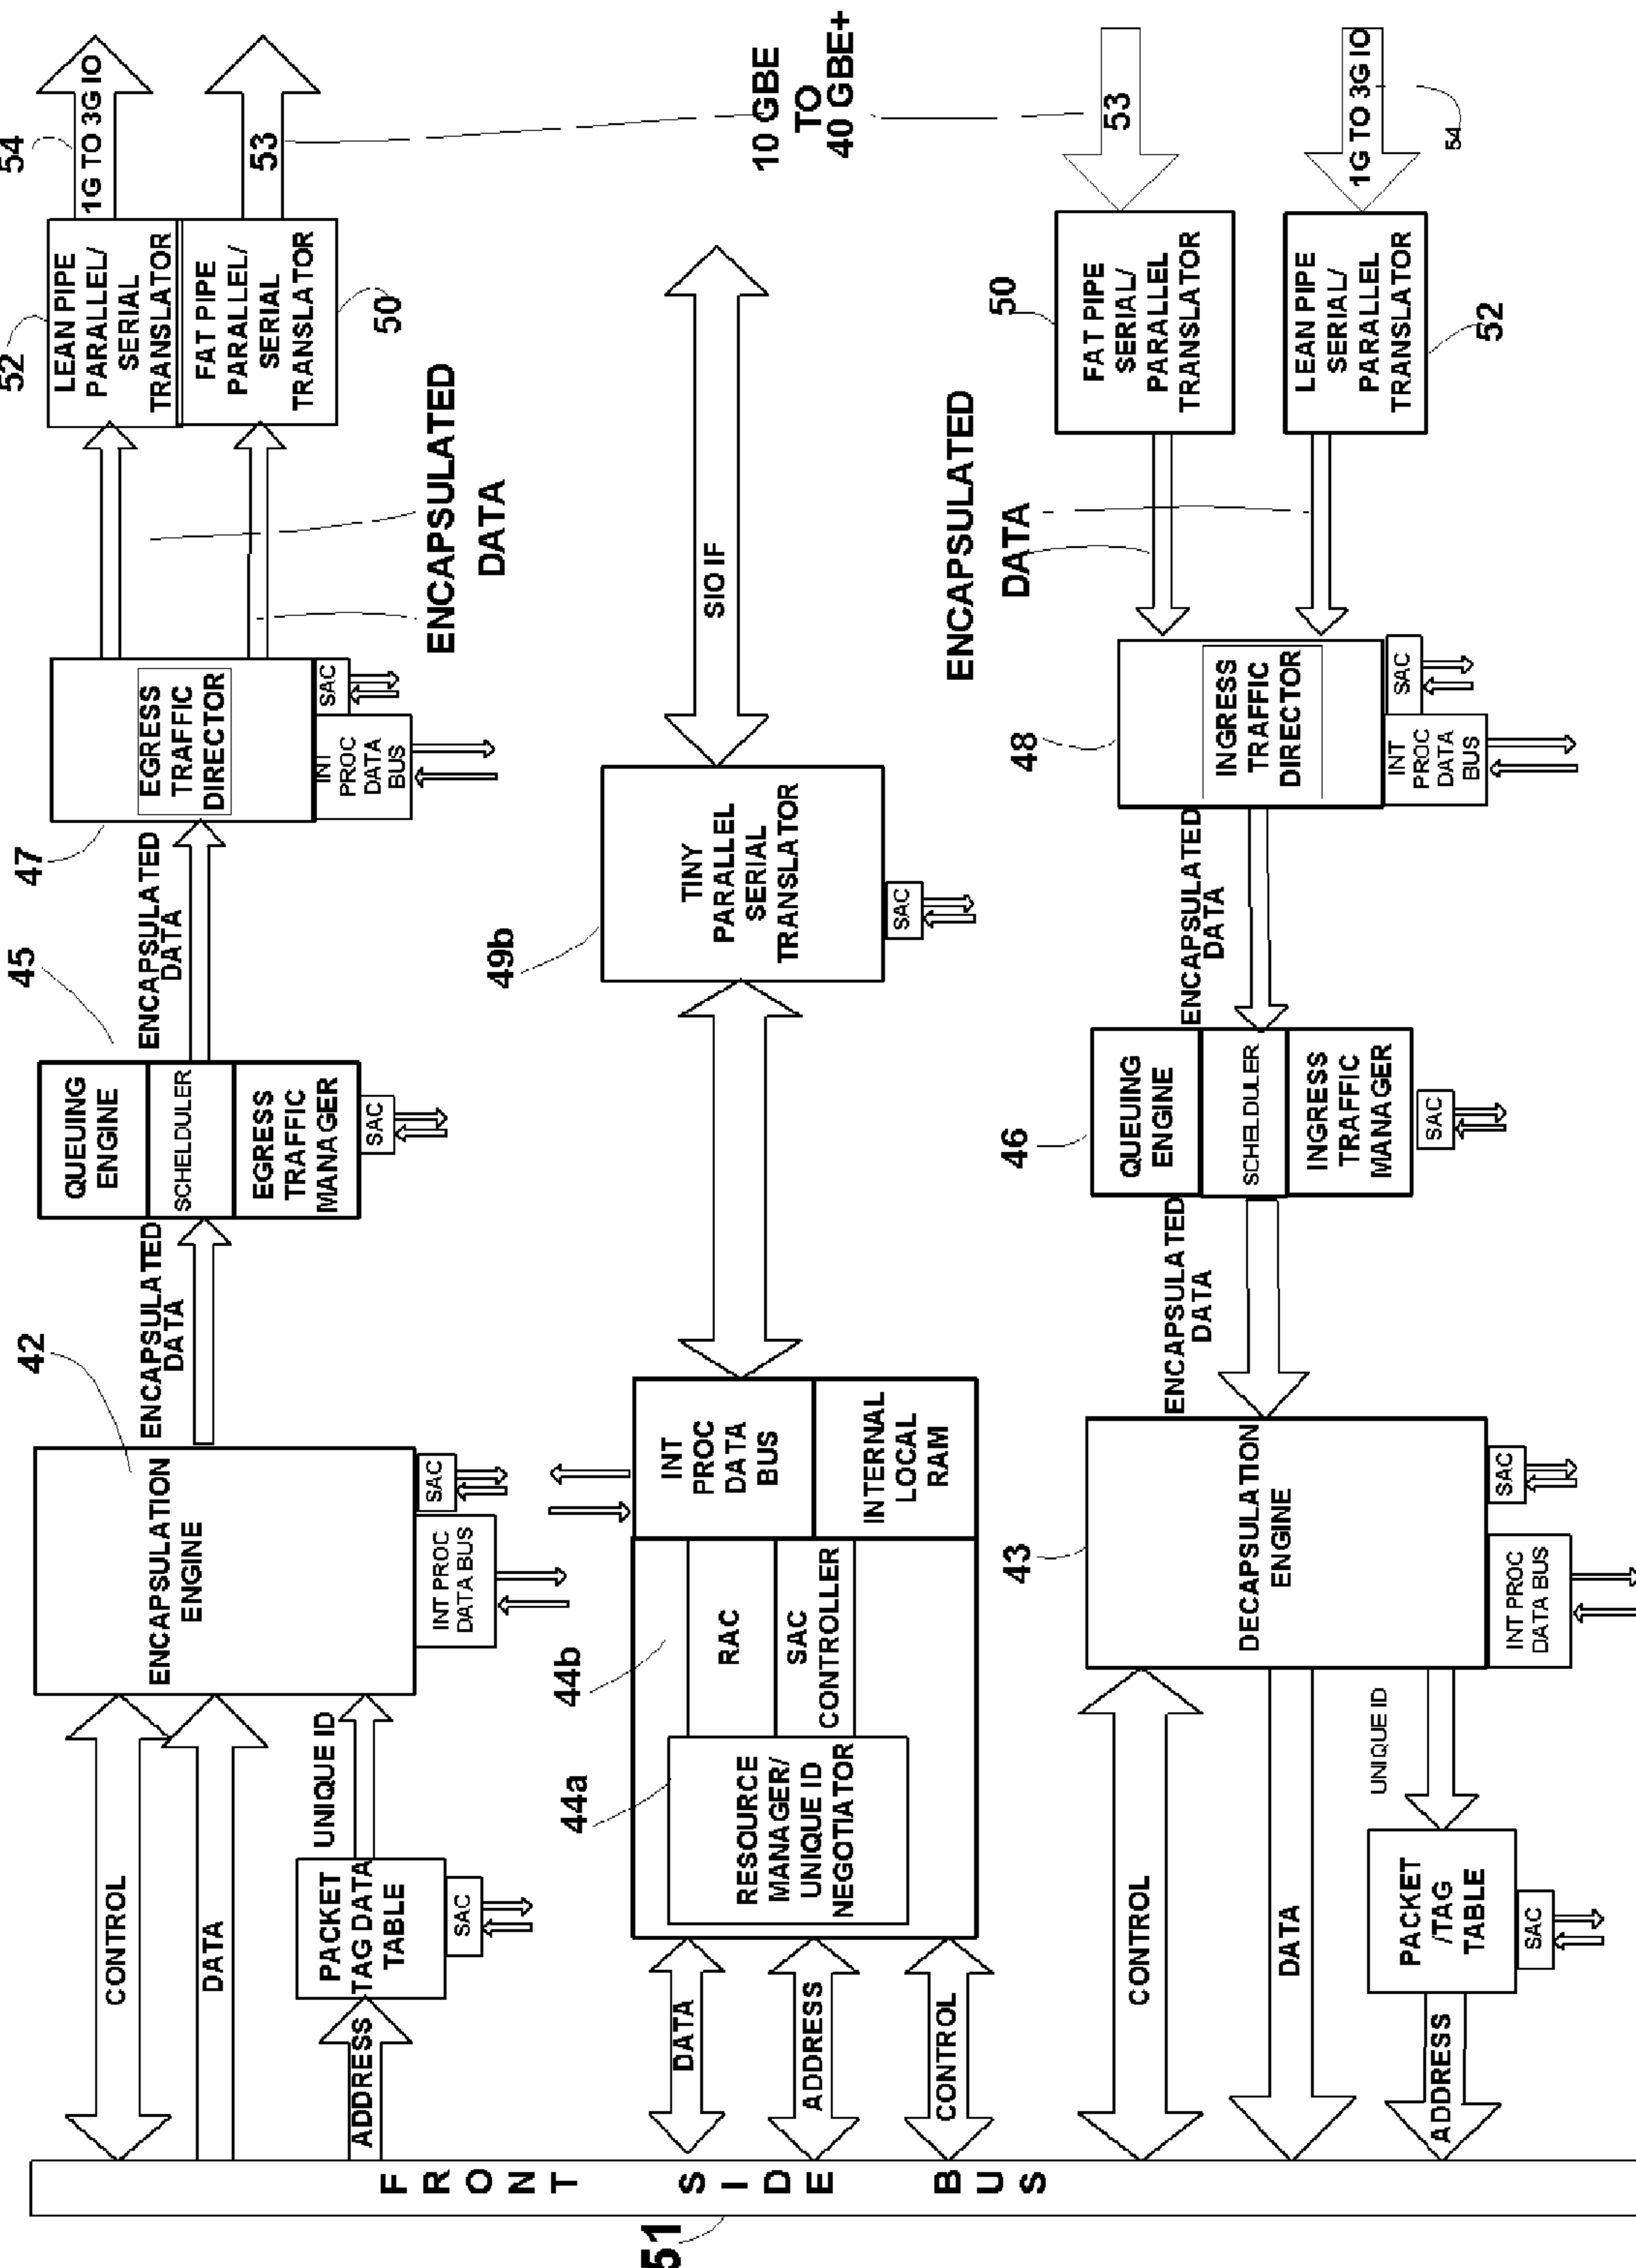 54
1G TO 3G IO
53
52
LEAN PIPE
PARALLEL/
SERIAL
TRANSLATOR
FAT PIPE
PARALLEL/
SERIAL
TRANSLATOR
50
ENCAPSULATED
DATA
47
EGRESS
TRAFFIC
DIRECTOR
SAC
INT
PROC
DATA
BUS
ENCAPSULATED
DATA
45
QUEUING
ENGINE
SCHELDULER
EGRESS
TRAFFIC
MANAGER
SAC
ENCAPSULATED
DATA
42
ENCAPSULATION
ENGINE
SAC
INT PROC
DATA BUS
UNIQUE ID
CONTROL
DATA
PACKET
TAG DATA
TABLE
SAC
ADDRESS
10 GBE
TO
40 GBE+
SIO IF
TINY
PARALLEL
SERIAL
TRANSLATOR
SAC
49b
INT
PROC
DATA
BUS
INTERNAL
LOCAL
RAM
44b
RAC
SAC
CONTROLLER
44a
RESOURCE
MANAGER/
UNIQUE ID
NEGOTIATOR
DATA
ADDRESS
CONTROL
53
1G TO 3G IO
54
50
FAT PIPE
SERIAL/
PARALLEL
TRANSLATOR
LEAN PIPE
SERIAL/
PARALLEL
TRANSLATOR
52
ENCAPSULATED
DATA
48
INGRESS
TRAFFIC
DIRECTOR
SAC
INT
PROC
DATA
BUS
ENCAPSULATED
DATA
46
QUEUING
ENGINE
SCHELDULER
INGRESS
TRAFFIC
MANAGER
SAC
ENCAPSULATED
DATA
43
DECAPSULATION
ENGINE
SAC
INT PROC
DATA BUS
UNIQUE ID
CONTROL
DATA
PACKET
/TAG
TABLE
SAC
ADDRESS
FRONT SIDE BUS
51